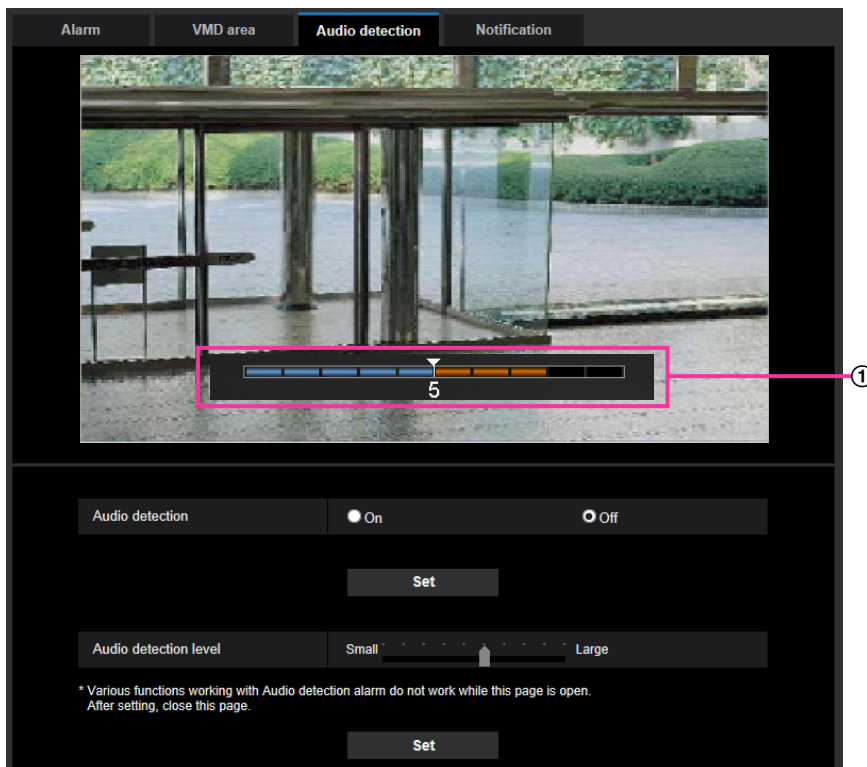 Alarm VMD area Audio detection Notification
5
①
Audio detection On Off
Set
Audio detection level Small Large
* Various functions working with Audio detection alarm do not work while this page is open.
After setting, close this page.
Set